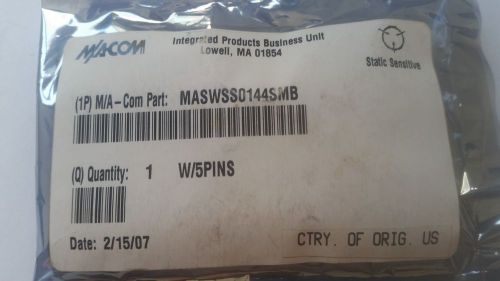 M/ACOM
Integrated Products Business Unit
Lowell, MA 01854
Static Sensitive
(1P) M/A-Com Part: MASWSS0144SMB
(Q) Quantity: 1 W/5PINS
Date: 2/15/07
CTRY. OF ORIG. US